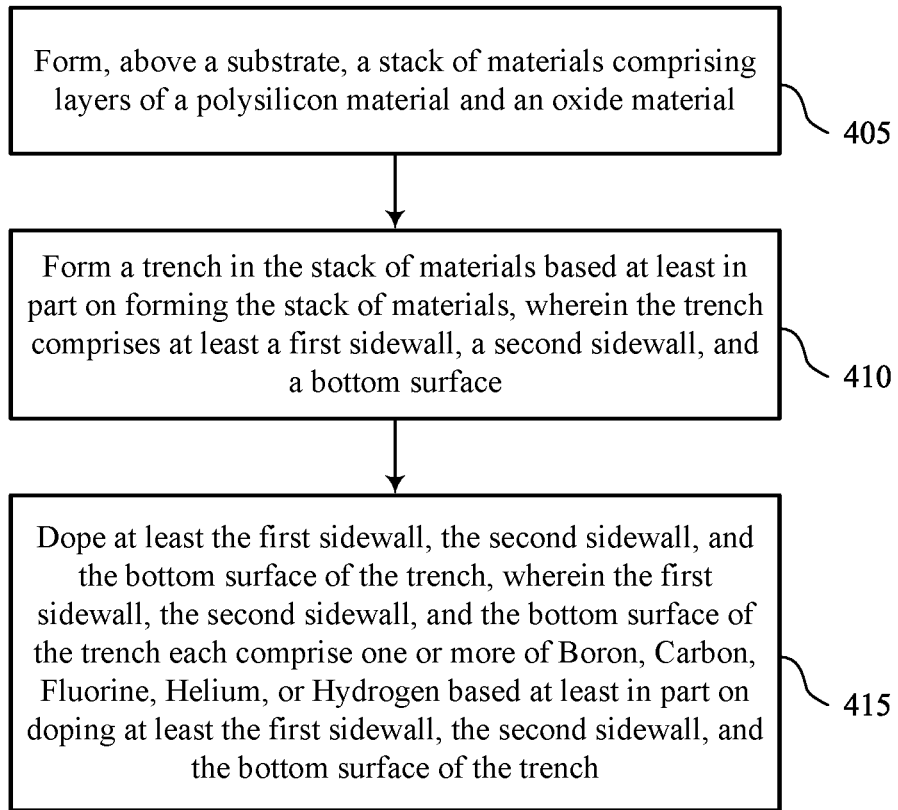 Form, above a substrate, a stack of materials comprising
layers of a polysilicon material and an oxide material
405
Form a trench in the stack of materials based at least in
part on forming the stack of materials, wherein the trench
comprises at least a first sidewall, a second sidewall, and
a bottom surface
410
Dope at least the first sidewall, the second sidewall, and
the bottom surface of the trench, wherein the first
sidewall, the second sidewall, and the bottom surface of
the trench each comprise one or more of Boron, Carbon,
Fluorine, Helium, or Hydrogen based at least in part on
doping at least the first sidewall, the second sidewall, and
the bottom surface of the trench
415